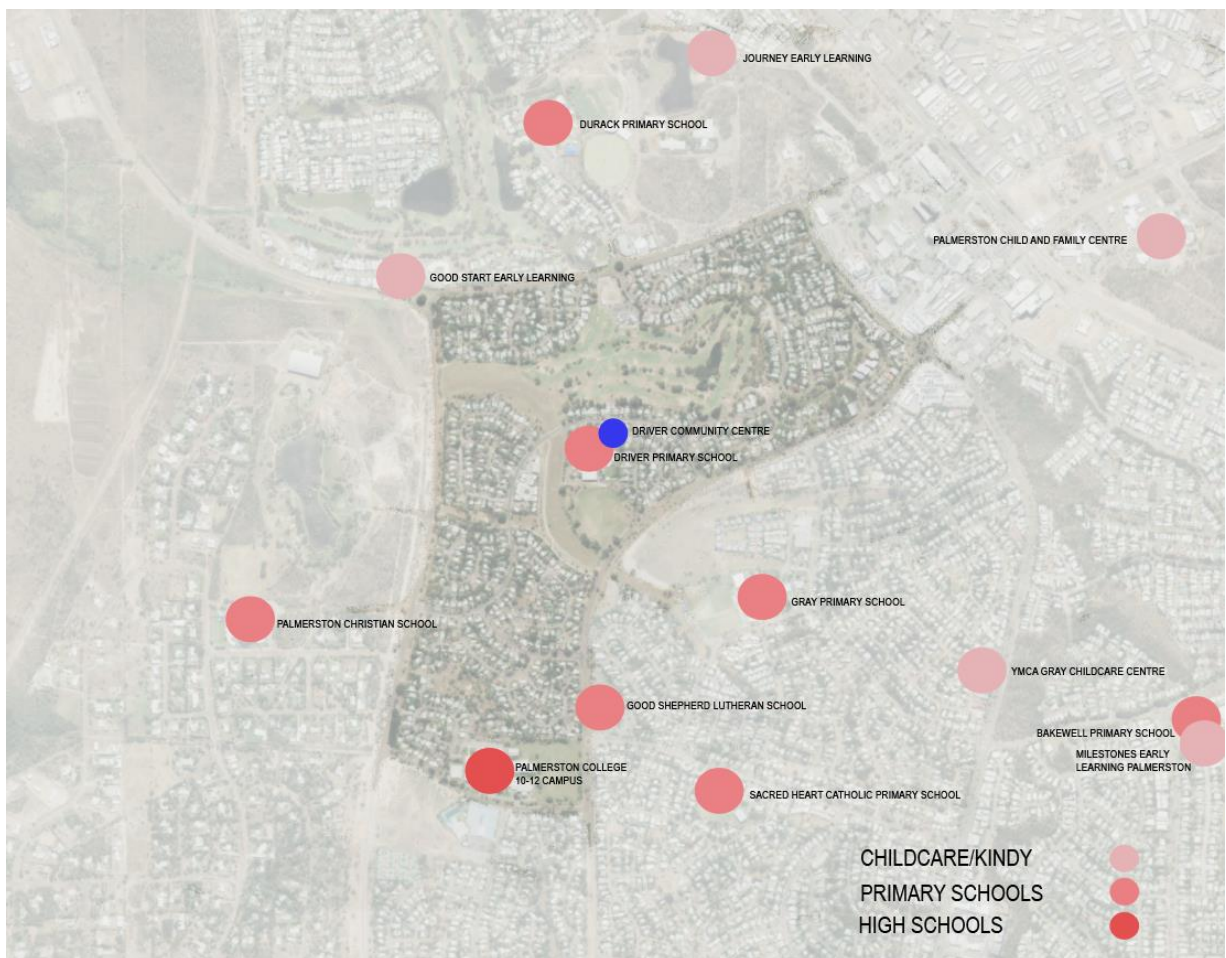 JOURNEY EARLY LEARNING
DURACK PRIMARY SCHOOL
PALMERSTON CHILD AND FAMILY CENTRE
GOOD START EARLY LEARNING
DRIVER COMMUNITY CENTRE
DRIVER PRIMARY SCHOOL
GRAY PRIMARY SCHOOL
PALMERSTON CHRISTIAN SCHOOL
YMCA GRAY CHILDCARE CENTRE
GOOD SHEPHERD LUTHERAN SCHOOL
BAKEWELL PRIMARY SCHOOL
MILESTONES EARLY
LEARNING PALMERSTON
PALMERSTON COLLEGE
10-12 CAMPUS
SACRED HEART CATHOLIC PRIMARY SCHOOL
CHILDCARE/KINDY
PRIMARY SCHOOLS
HIGH SCHOOLS